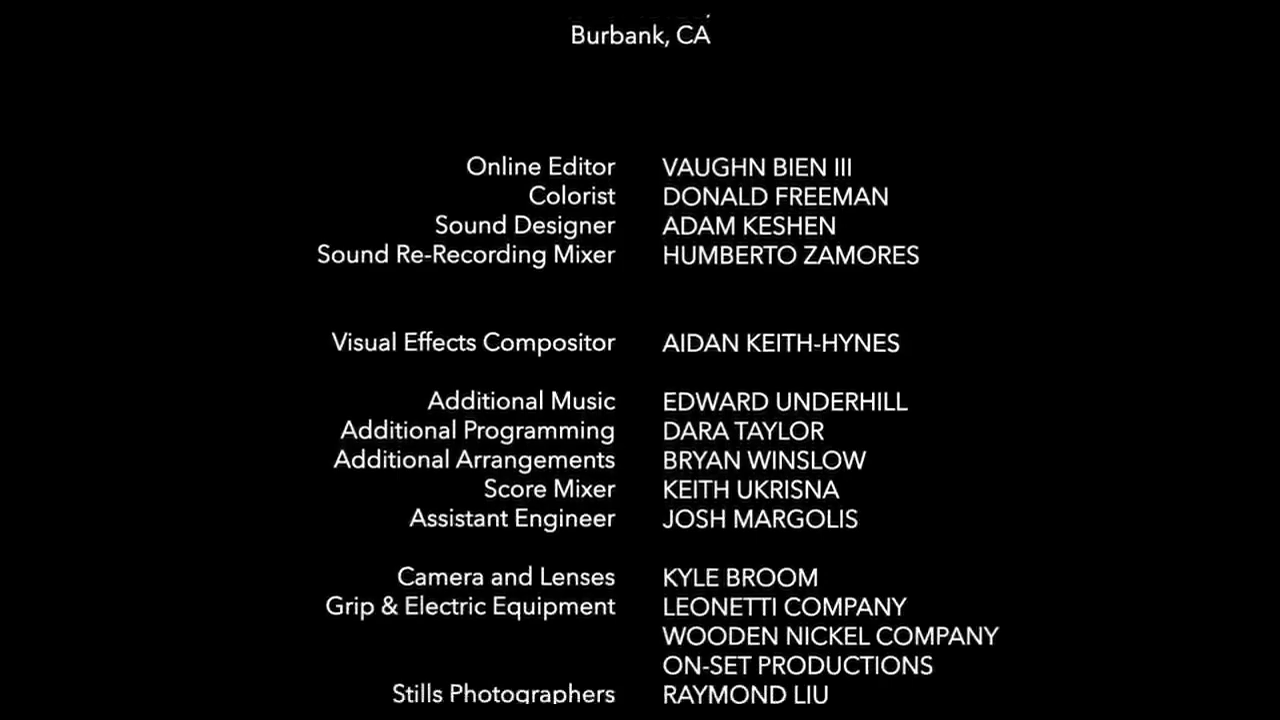 Burbank, CA
Online Editor VAUGHN BIEN III
Colorist DONALD FREEMAN
Sound Designer ADAM KESHEN
Sound Re-Recording Mixer HUMBERTO ZAMORES
Visual Effects Compositor AIDAN KEITH-HYNES
Additional Music EDWARD UNDERHILL
Additional Programming DARA TAYLOR
Additional Arrangements BRYAN WINSLOW
Score Mixer KEITH UKRISNA
Assistant Engineer JOSH MARGOLIS
Camera and Lenses KYLE BROOM
Grip & Electric Equipment LEONETTI COMPANY
WOODEN NICKEL COMPANY
ON-SET PRODUCTIONS
Stills Photographers RAYMOND LIU